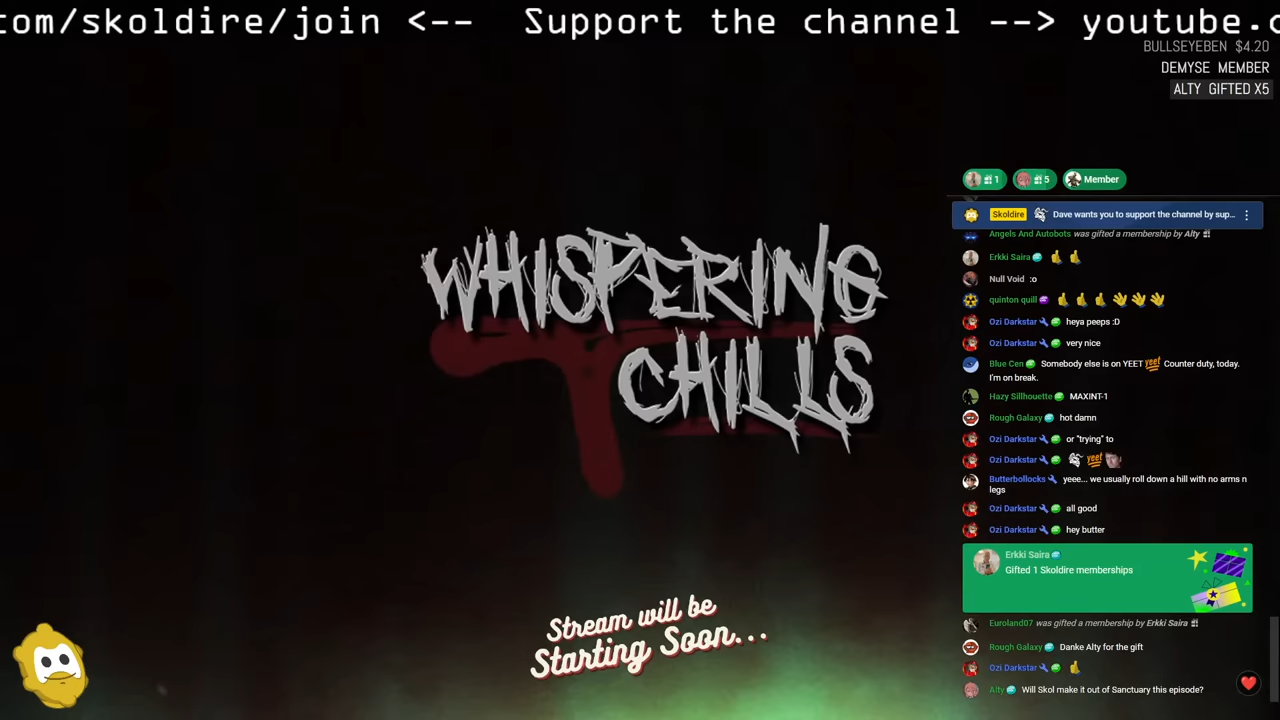 com/skoldire/join <-- Support the channel --> youtube.c
BULLSEYEBEN $4.20
DEMYSE MEMBER
ALTY GIFTED X5
1 5 Member
Skoldire Dave wants you to support the channel by sup...
Angels And Autobots was gifted a membership by Alty
Erkki Saira
Null Void :o
quinton quill
Ozi Darkstar heya peeps :D
Ozi Darkstar very nice
Blue Cen Somebody else is on YEET yeet Counter duty, today.
I'm on break.
Hazy Sillhouette MAXINT-1
Rough Galaxy hot damn
Ozi Darkstar or "trying" to
Ozi Darkstar yeet
Butterbollocks yeee... we usually roll down a hill with no arms n
legs
Ozi Darkstar all good
Ozi Darkstar hey butter
Erkki Saira
Gifted 1 Skoldire memberships
Euroland07 was gifted a membership by Erkki Saira
Rough Galaxy Danke Alty for the gift
Ozi Darkstar
Alty Will Skol make it out of Sanctuary this episode?
WHISPERING
CHILLS
Stream will be
Starting Soon...